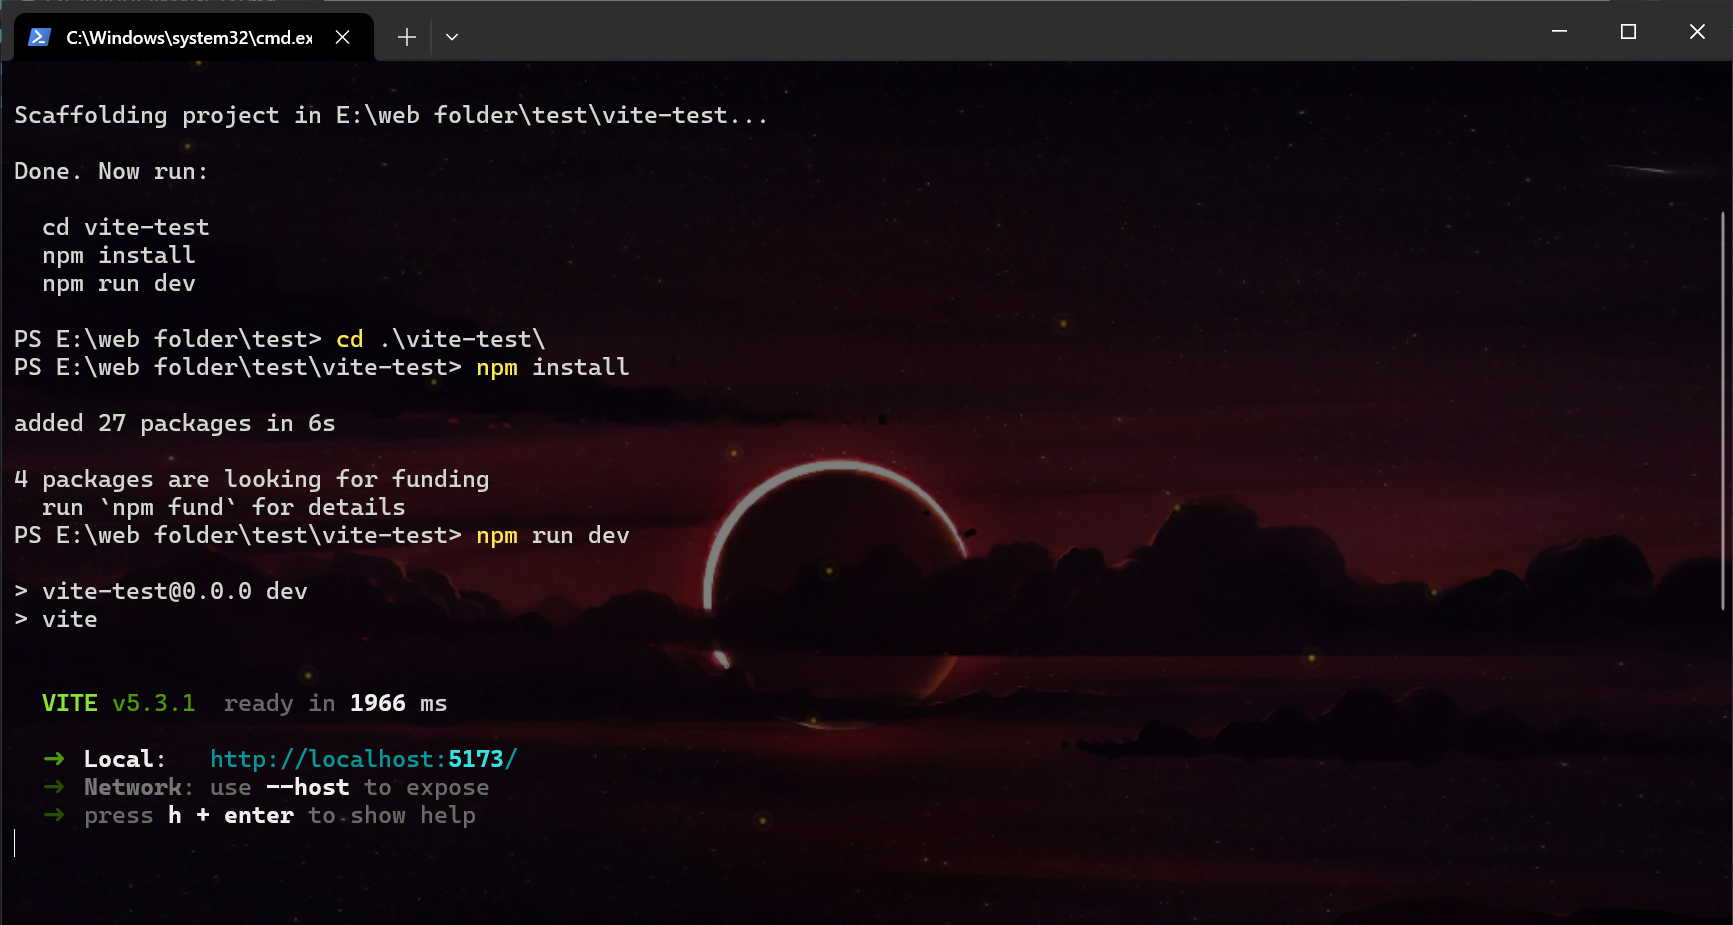 C:\Windows\system32\cmd.ex
Scaffolding project in E:\web folder\test\vite-test...
Done. Now run:
cd vite-test
npm install
npm run dev
PS E:\web folder\test> cd .\vite-test\
PS E:\web folder\test\vite-test> npm install
added 27 packages in 6s
4 packages are looking for funding
run `npm fund` for details
PS E:\web folder\test\vite-test> npm run dev
> vite-test@0.0.0 dev
> vite
VITE v5.3.1 ready in 1966 ms
➜ Local: http://localhost:5173/
➜ Network: use --host to expose
➜ press h + enter to show help